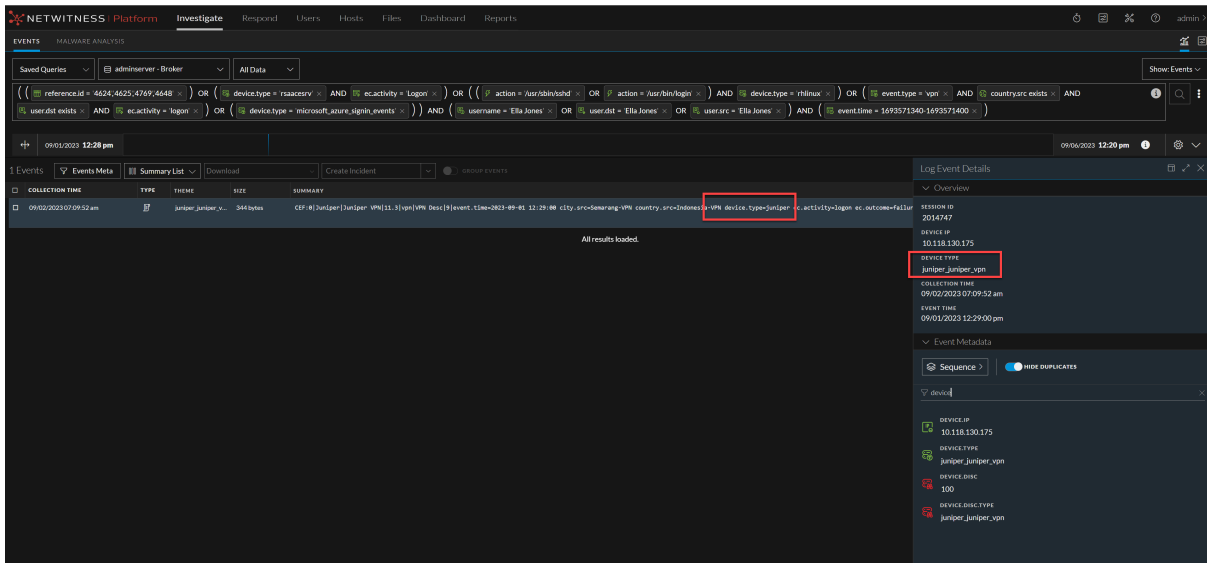 NETWITNESS Platform Investigate Respond Users Hosts Files Dashboard Reports admin >
EVENTS MALWARE ANALYSIS
Saved Queries adminserver - Broker All Data Show: Events
( ( reference.id = '4624','4625','4769','4648' × ) OR ( device.type = 'rsaacesrv' × AND ec.activity = 'Logon' × ) OR ( ( action = '/usr/sbin/sshd' × OR action = '/usr/bin/login' × ) AND device.type = 'rhlinux' × ) OR ( event.type = 'vpn' × AND country.src exists × AND
user.dst exists × AND ec.activity = 'logon' × ) OR ( device.type = 'microsoft_azure_signin_events' × ) ) AND ( username = 'Ella Jones' × OR user.dst = 'Ella Jones' × OR user.src = 'Ella Jones' × ) AND ( event.time = 1693571340-1693571400 × )
09/01/2023 12:28 pm 09/06/2023 12:20 pm
1 Events Events Meta Summary List Download Create Incident GROUP EVENTS
COLLECTION TIME TYPE THEME SIZE SUMMARY
09/02/2023 07:09:52 am juniper_juniper_v... 344 bytes CEF:0|Juniper|Juniper VPN|11.3|vpn|VPN Desc|9|event.time=2023-09-01 12:29:00 city.src=Semarang-VPN country.src=Indonesia-VPN device.type=juniper ec.activity=logon ec.outcome=failur
All results loaded.
Log Event Details
Overview
SESSION ID
2014747
DEVICE IP
10.118.130.175
DEVICE TYPE
juniper_juniper_vpn
COLLECTION TIME
09/02/2023 07:09:52 am
EVENT TIME
09/01/2023 12:29:00 pm
Event Metadata
Sequence > HIDE DUPLICATES
device
DEVICE.IP
10.118.130.175
DEVICE.TYPE
juniper_juniper_vpn
DEVICE.DISC
100
DEVICE.DISC.TYPE
juniper_juniper_vpn